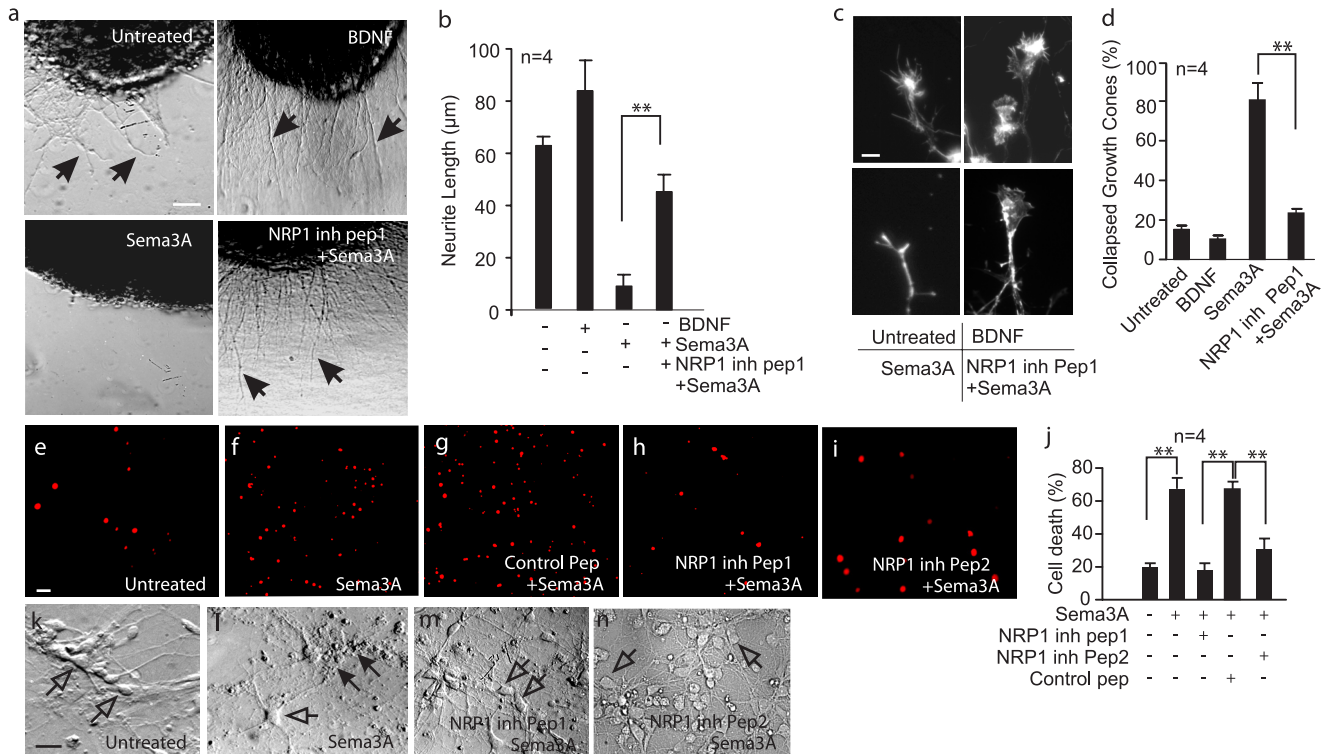 a
Untreated
BDNF
Sema3A
NRP1 inh pep1
+Sema3A
b
n=4
**
Neurite Length (μm)
100
80
60
40
20
0
- + - - BDNF
- - + + Sema3A
- - - + NRP1 inh pep1
+Sema3A
c
Untreated BDNF
Sema3A NRP1 inh Pep1
+Sema3A
d
n=4
**
Collapsed Growth Cones (%)
100
80
60
40
20
0
Untreated
BDNF
Sema3A
NRP1 inh Pep1
+Sema3A
e
Untreated
f
Sema3A
g
Control Pep
+Sema3A
h
NRP1 inh Pep1
+Sema3A
i
NRP1 inh Pep2
+Sema3A
j
n=4
** ** **
Cell death (%)
80
60
40
20
0
Sema3A - + + + +
NRP1 inh pep1 - - + - -
NRP1 inh Pep2 - - - - +
Control pep - - - + -
k
Untreated
l
Sema3A
m
NRP1 inh Pep1
Sema3A
n
NRP1 inh Pep2
Sema3A